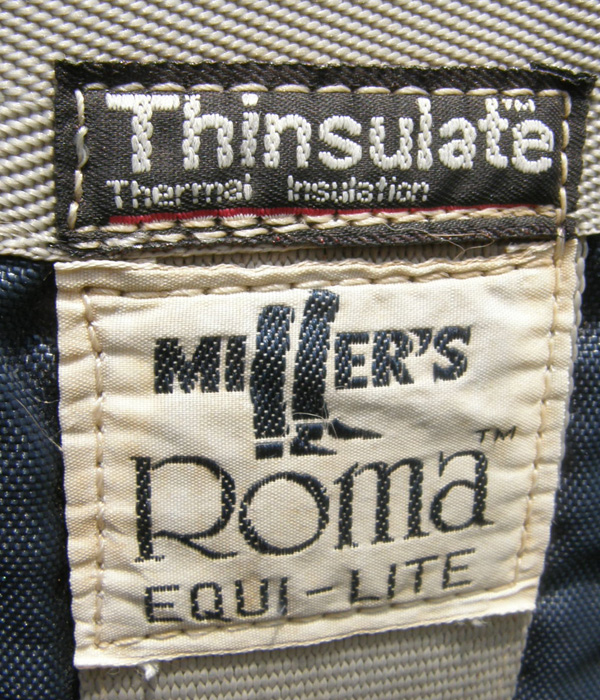 Thinsulate™
Thermal Insulation
MILLER'S
Roma™
EQUI-LITE